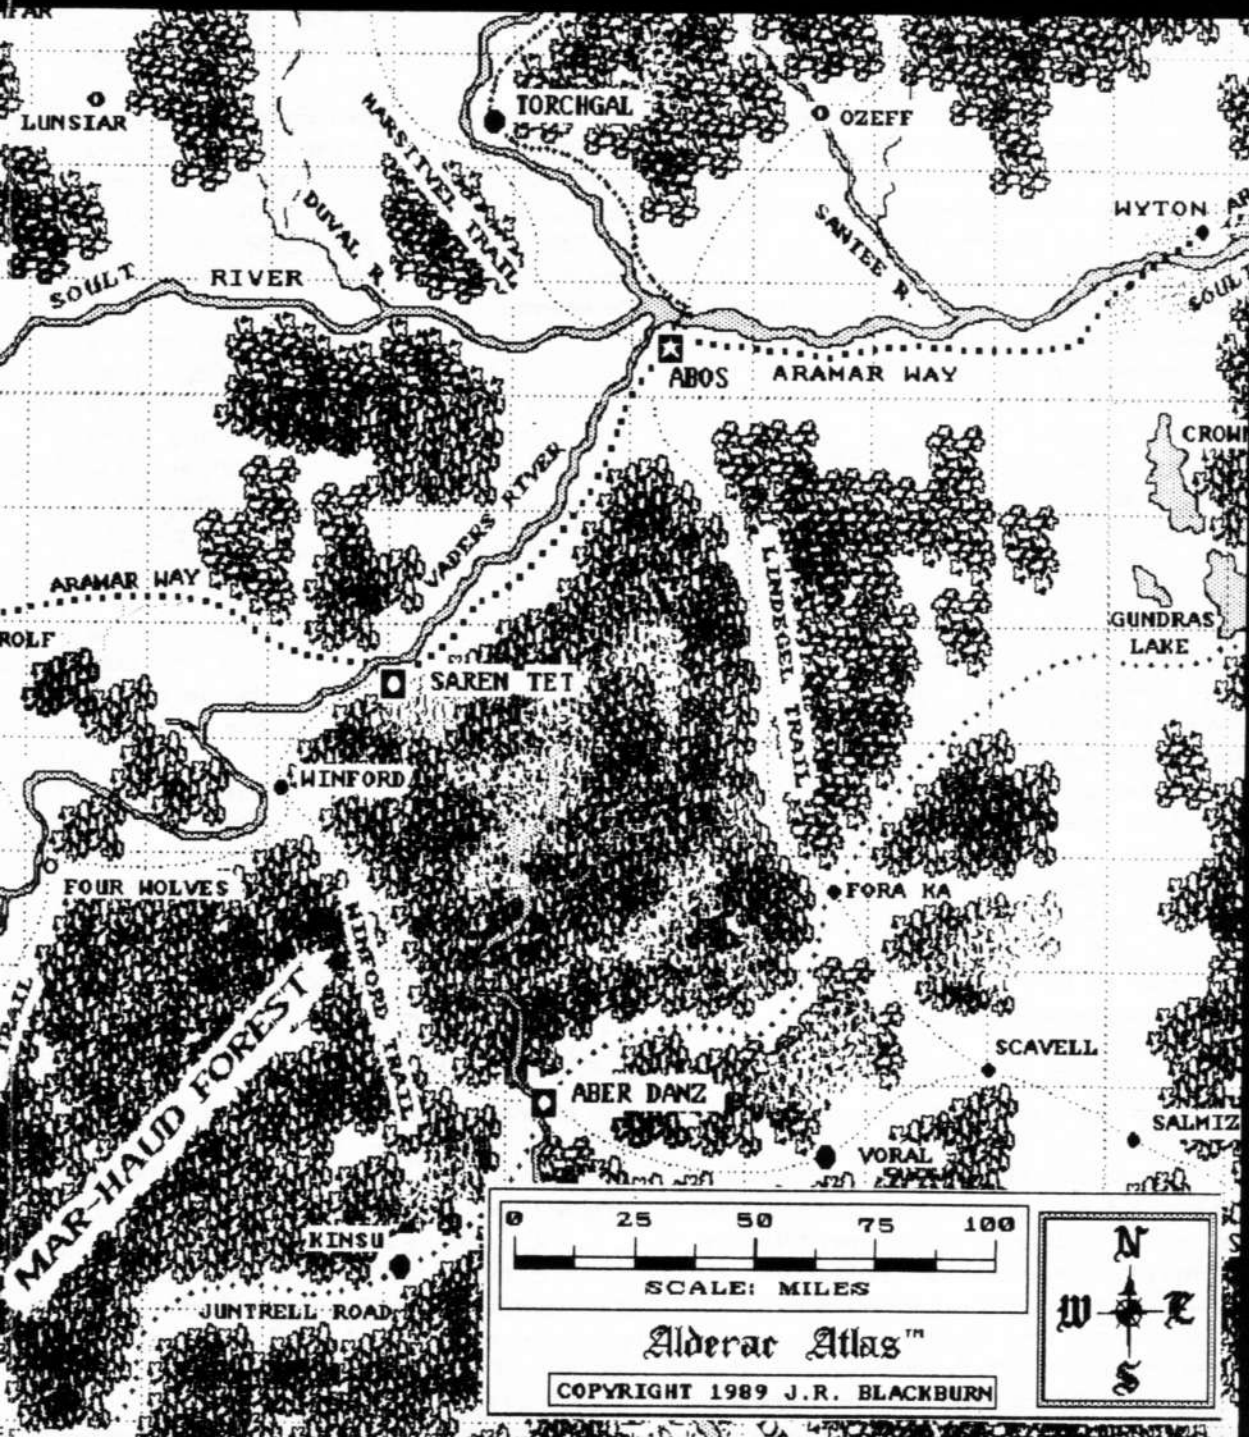 LUNSIAR
TORCHGAL
OZEFF
HARSITVEL TRAIL
DUVAL R.
SANTEE R.
WYTON
SOULT
RIVER
SOULT
ABOS
ARAMAR WAY
VADERS RIVER
ARAMAR WAY
LINDEGEL TRAIL
GUNDRAS
LAKE
SAREN TET
WINFORD
FOUR WOLVES
FORA KA
WINFORD TRAIL
TRAIL
MAR-HAUD FOREST
SCAVELL
ABER DANZ
SALMIZ
VORAL
KINSU
JUNTRELL ROAD
0 25 50 75 100
SCALE: MILES
Alderac Atlas™
COPYRIGHT 1989 J.R. BLACKBURN
N
W E
S